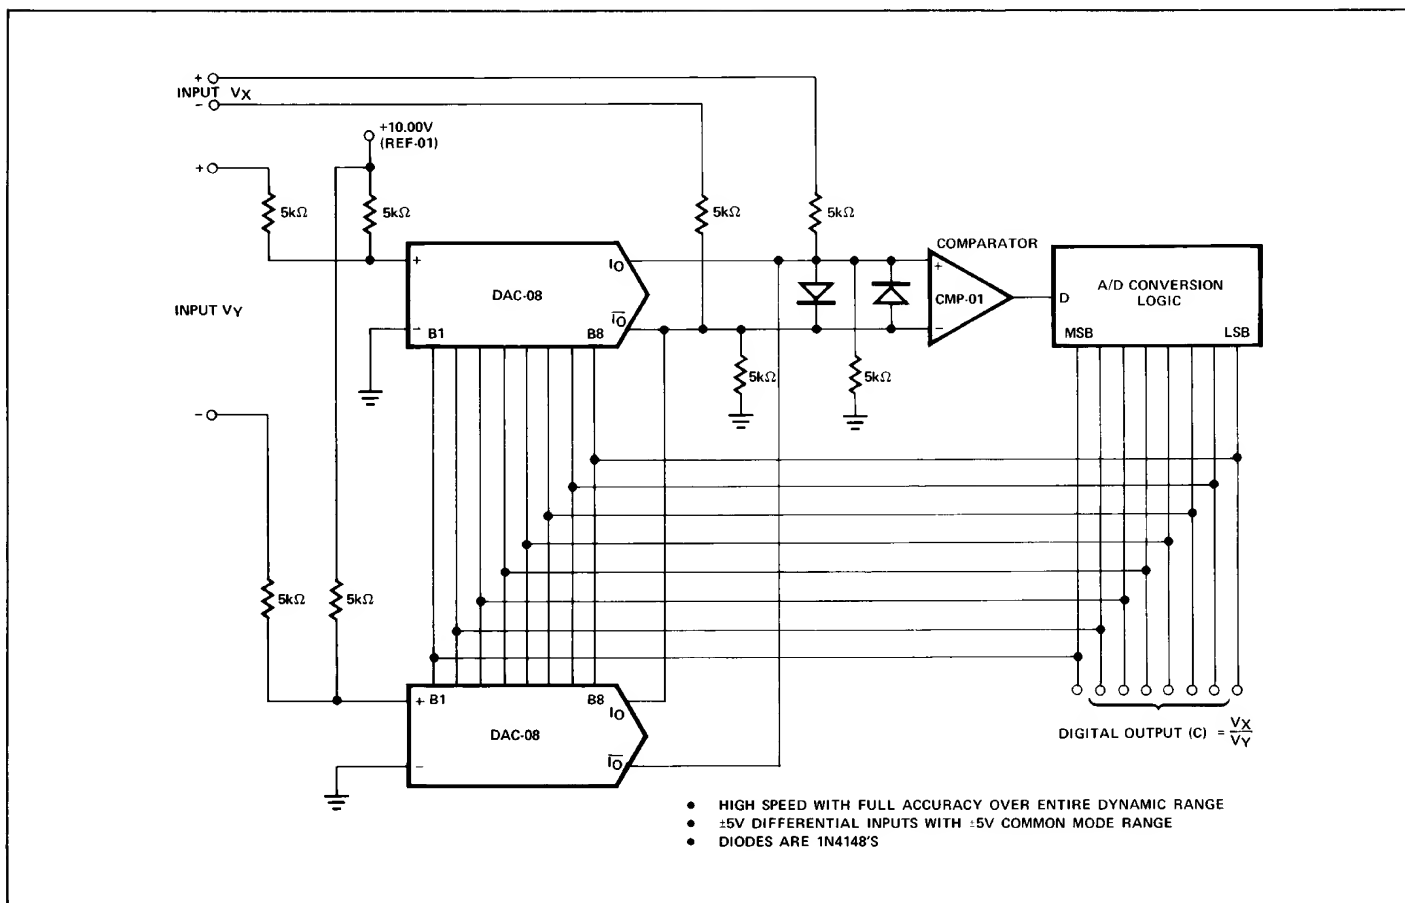 +
INPUT VX
-
+10.00V
(REF-01)
+
5kΩ
5kΩ
5kΩ
5kΩ
COMPARATOR
+
IO
+
A/D CONVERSION
LOGIC
DAC-08
CMP-01
D
INPUT VY
-
B1
B8
IO
-
MSB
LSB
5kΩ
5kΩ
-
5kΩ
5kΩ
+
B1
B8
IO
DAC-08
DIGITAL OUTPUT (C) = VX
VY
-
IO
● HIGH SPEED WITH FULL ACCURACY OVER ENTIRE DYNAMIC RANGE
● ±5V DIFFERENTIAL INPUTS WITH ±5V COMMON MODE RANGE
● DIODES ARE 1N4148'S